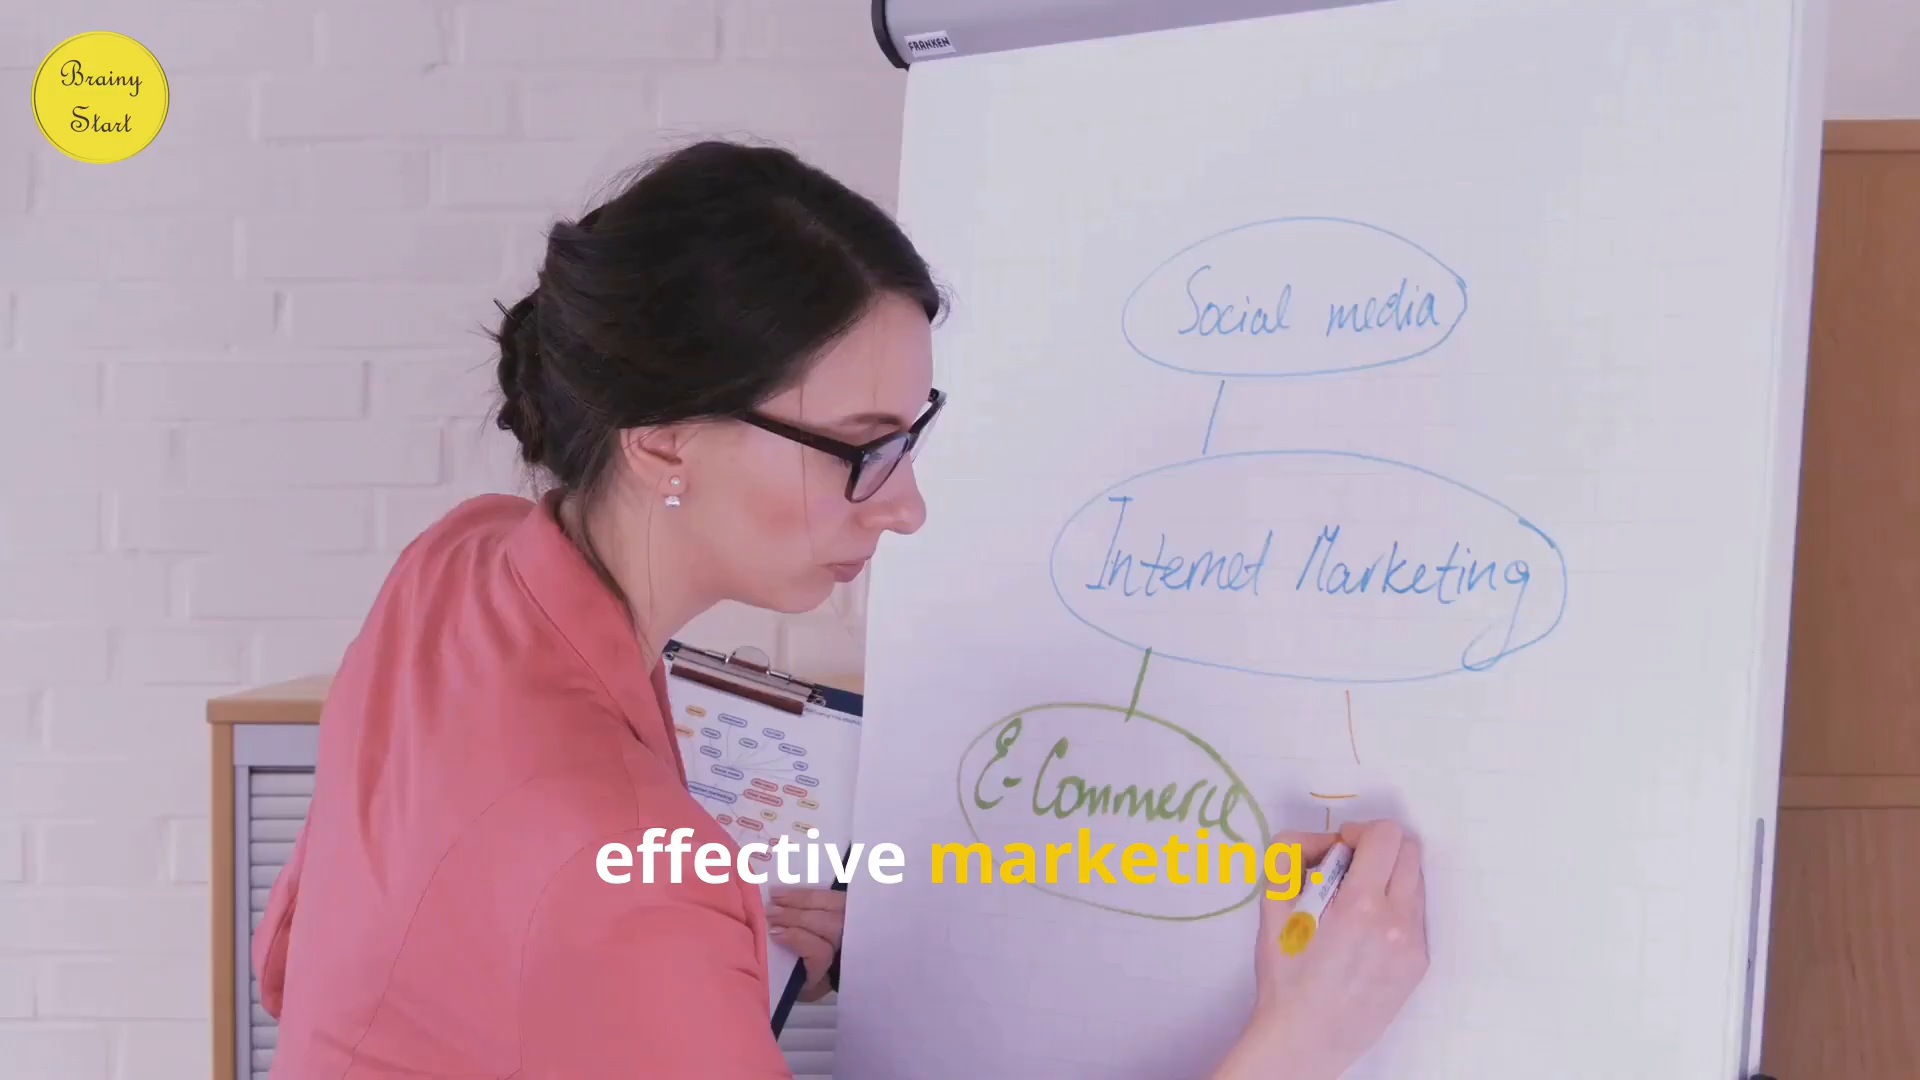 Brainy
Start
FRANKEN
Social media
Internet Marketing
E-Commerce
effective marketing.